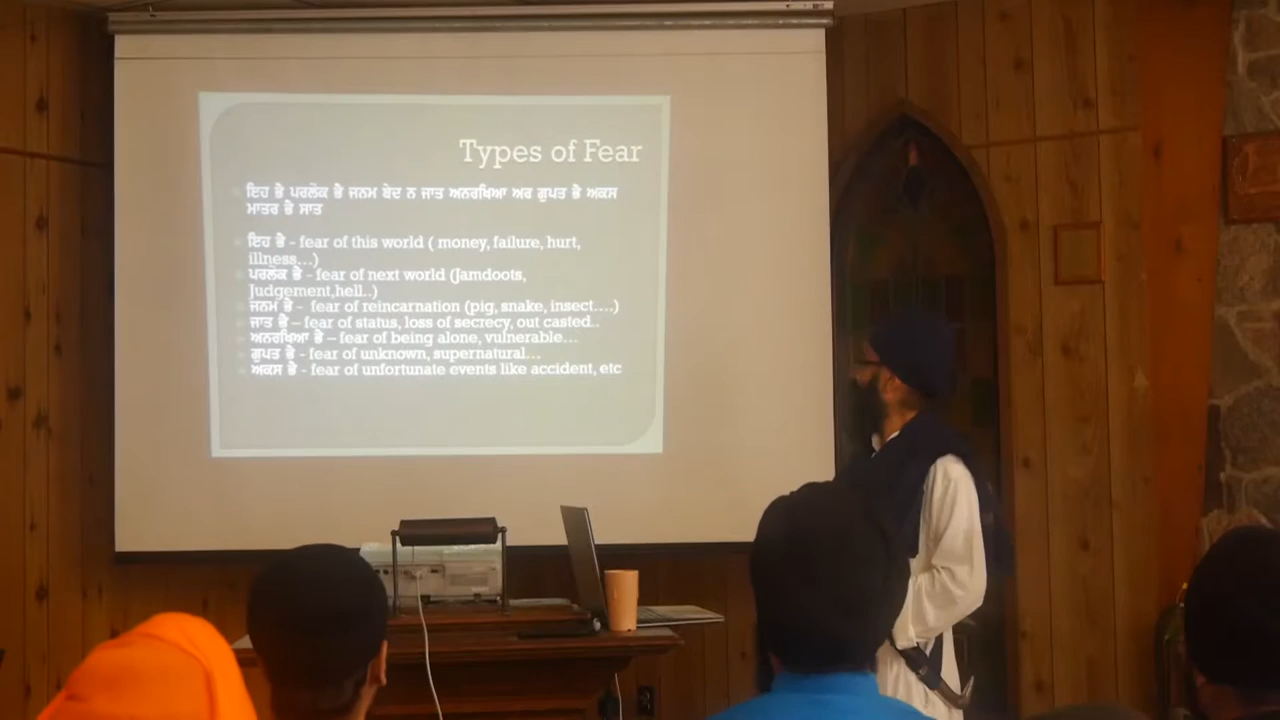 Types of Fear
ਇਹ ਭੈ ਪਰਲੋਕ ਭੈ ਜਨਮ ਬੇਦ ਨ ਜਾਤ ਅਨਰਖਿਆ ਅਰ ਗੁਪਤ ਭੈ ਅਕਸ
ਮਾਤਰ ਭੈ ਸਾਤ
ਇਹ ਭੈ - fear of this world ( money, failure, hurt,
illness...)
ਪਰਲੋਕ ਭੈ - fear of next world (Jamdoots,
Judgement,hell..)
ਜਨਮ ਭੈ - fear of reincarnation (pig, snake, insect....)
ਜਾਤ ਭੈ – fear of status, loss of secrecy, out casted..
ਅਨਰਖਿਆ ਭੈ – fear of being alone, vulnerable...
ਗੁਪਤ ਭੈ - fear of unknown, supernatural...
ਅਕਸ ਭੈ - fear of unfortunate events like accident, etc